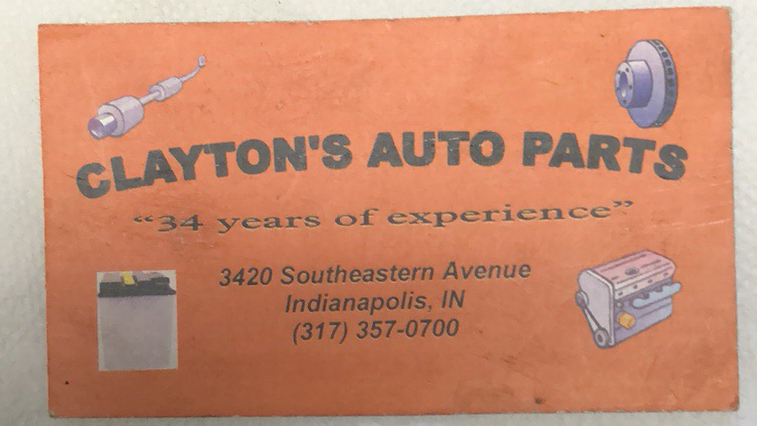 CLAYTON'S AUTO PARTS
“34 years of experience”
3420 Southeastern Avenue
Indianapolis, IN
(317) 357-0700